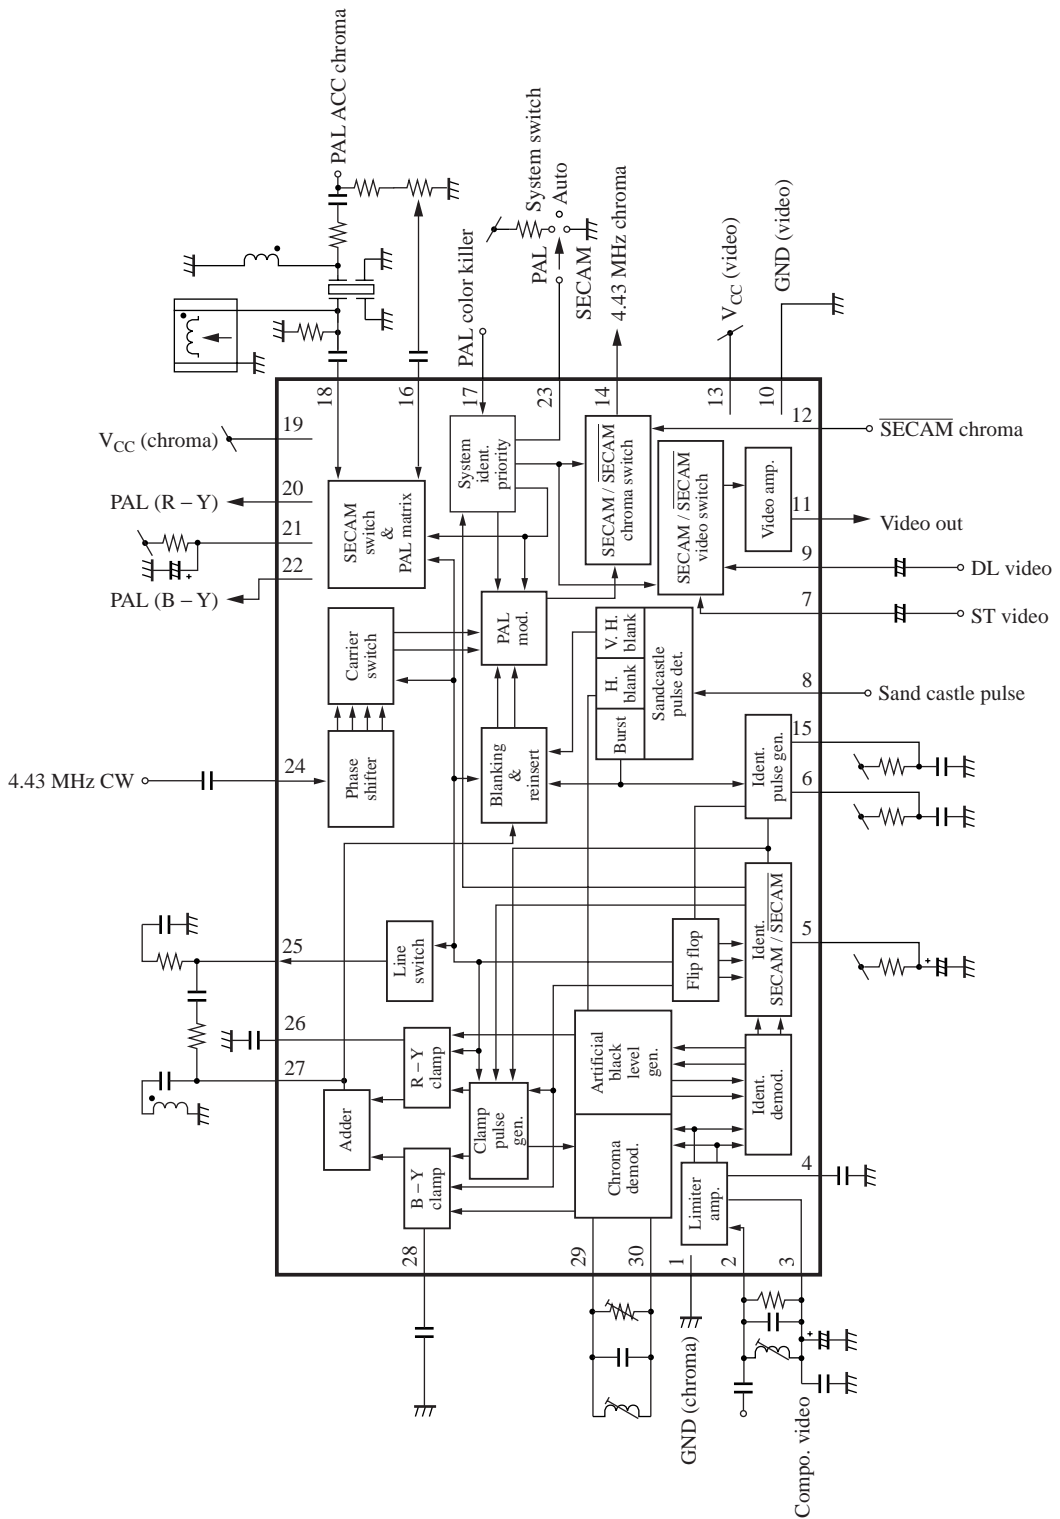 PAL ACC chroma
System switch
Auto
PAL
SECAM
PAL color killer
4.43 MHz chroma
V_CC (video)
GND (video)
18
16
17
23
14
13
10
V_CC (chroma)
19
PAL (R – Y)
20
21
22
PAL (B – Y)
SECAM
switch
&
PAL matrix
System
ident.
priority
SECAM / S̅E̅C̅A̅M̅
chroma switch
SECAM / S̅E̅C̅A̅M̅
video switch
Video amp.
12
S̅E̅C̅A̅M̅ chroma
11
Video out
9
DL video
7
ST video
Carrier
switch
PAL
mod.
V. H.
blank
H.
blank
Burst
Sandcastle
pulse det.
8
Sand castle pulse
4.43 MHz CW
24
Phase
shifter
Blanking
&
reinsert
Ident.
pulse gen.
15
6
25
Line
switch
Flip flop
Ident.
SECAM / S̅E̅C̅A̅M̅
5
26
27
R – Y
clamp
Adder
B – Y
clamp
Clamp
pulse
gen.
Artificial
black
level
gen.
Chroma
demod.
Ident.
demod.
Limiter
amp.
4
28
29
30
1
2
3
GND (chroma)
Compo. video